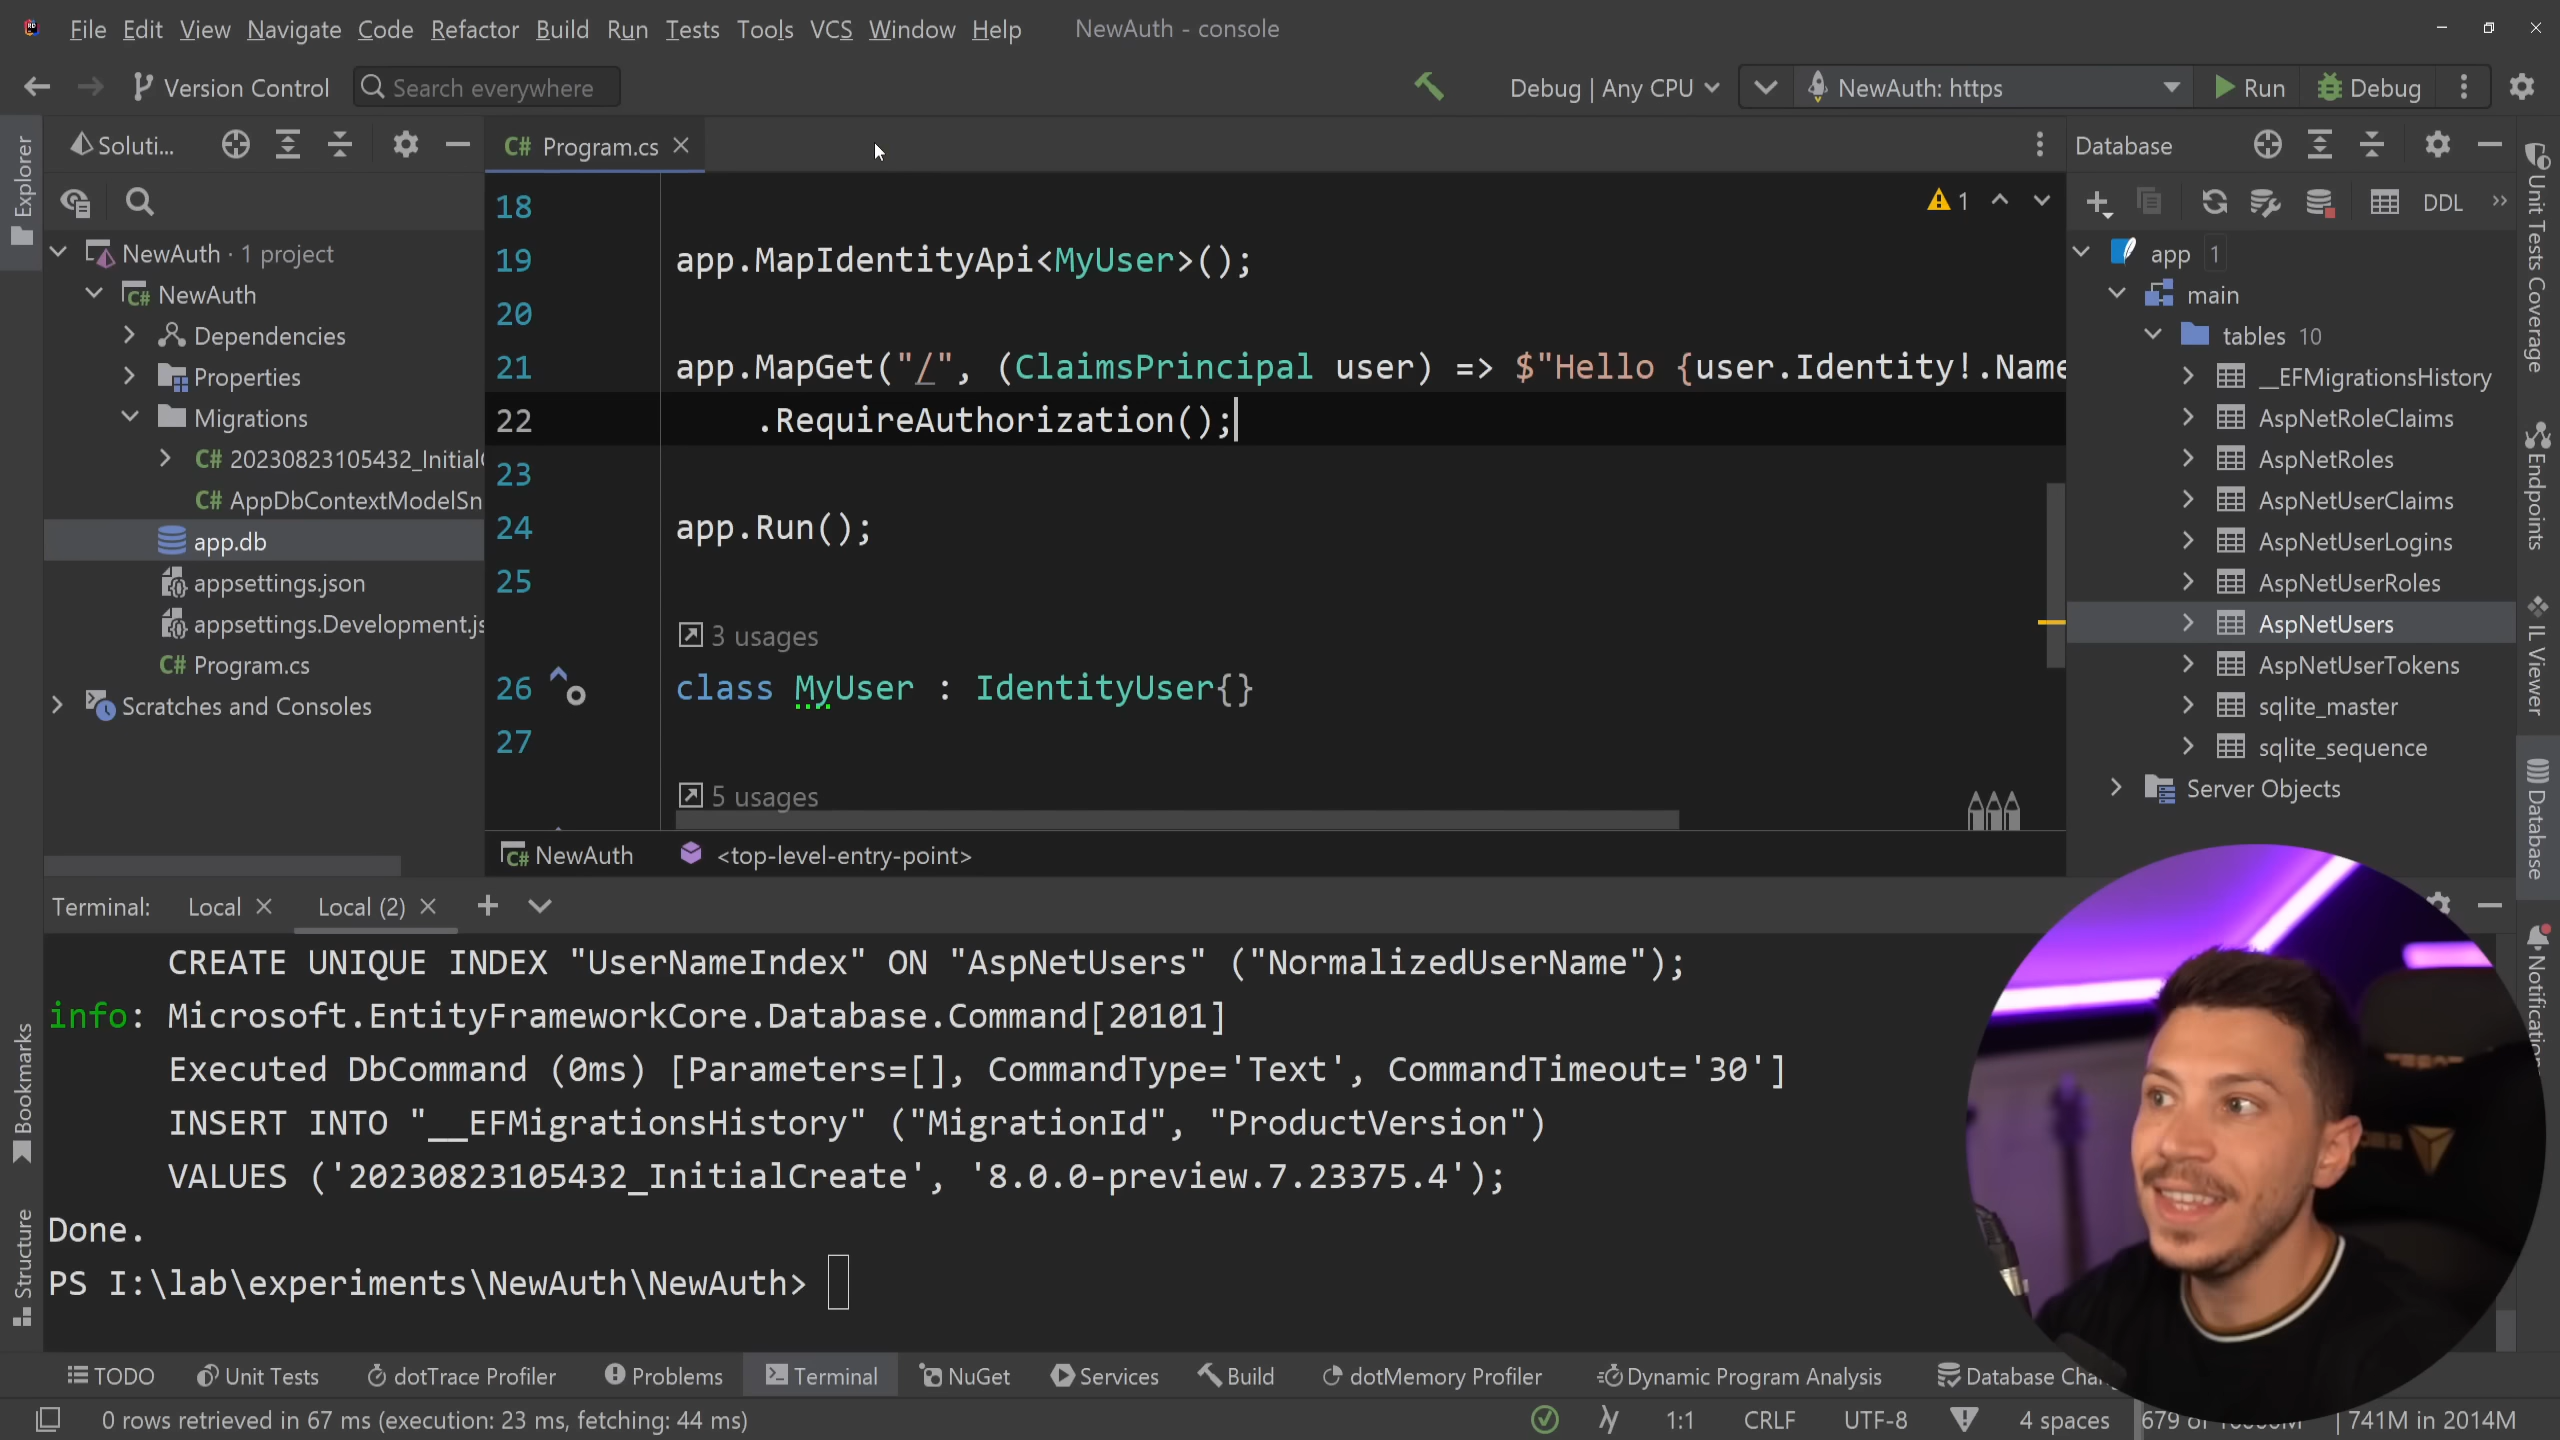 File Edit View Navigate Code Refactor Build Run Tests Tools VCS Window Help NewAuth - console
Version Control Search everywhere Debug | Any CPU NewAuth: https Run Debug
Explorer
Soluti...
NewAuth · 1 project
NewAuth
Dependencies
Properties
Migrations
C# 20230823105432_Initial
C# AppDbContextModelSn
app.db
appsettings.json
appsettings.Development.js
C# Program.cs
Scratches and Consoles
C# Program.cs
1
18
19 app.MapIdentityApi<MyUser>();
20
21 app.MapGet("/", (ClaimsPrincipal user) => $"Hello {user.Identity!.Name
22 .RequireAuthorization();
23
24 app.Run();
25
3 usages
26 class MyUser : IdentityUser{}
27
5 usages
C# NewAuth <top-level-entry-point>
Database
DDL
app 1
main
tables 10
__EFMigrationsHistory
AspNetRoleClaims
AspNetRoles
AspNetUserClaims
AspNetUserLogins
AspNetUserRoles
AspNetUsers
AspNetUserTokens
sqlite_master
sqlite_sequence
Server Objects
Unit Tests Coverage
Endpoints
IL Viewer
Database
Notification
Terminal: Local Local (2)
CREATE UNIQUE INDEX "UserNameIndex" ON "AspNetUsers" ("NormalizedUserName");
info: Microsoft.EntityFrameworkCore.Database.Command[20101]
Executed DbCommand (0ms) [Parameters=[], CommandType='Text', CommandTimeout='30']
INSERT INTO "__EFMigrationsHistory" ("MigrationId", "ProductVersion")
VALUES ('20230823105432_InitialCreate', '8.0.0-preview.7.23375.4');
Done.
PS I:\lab\experiments\NewAuth\NewAuth>
Bookmarks
Structure
TODO Unit Tests dotTrace Profiler Problems Terminal NuGet Services Build dotMemory Profiler Dynamic Program Analysis Database Chan
0 rows retrieved in 67 ms (execution: 23 ms, fetching: 44 ms) 1:1 CRLF UTF-8 4 spaces 741M in 2014M